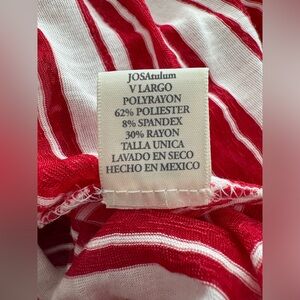 JOSAtulum
V LARGO
POLYRAYON
62% POLIESTER
8% SPANDEX
30% RAYON
TALLA UNICA
LAVADO EN SECO
HECHO EN MEXICO